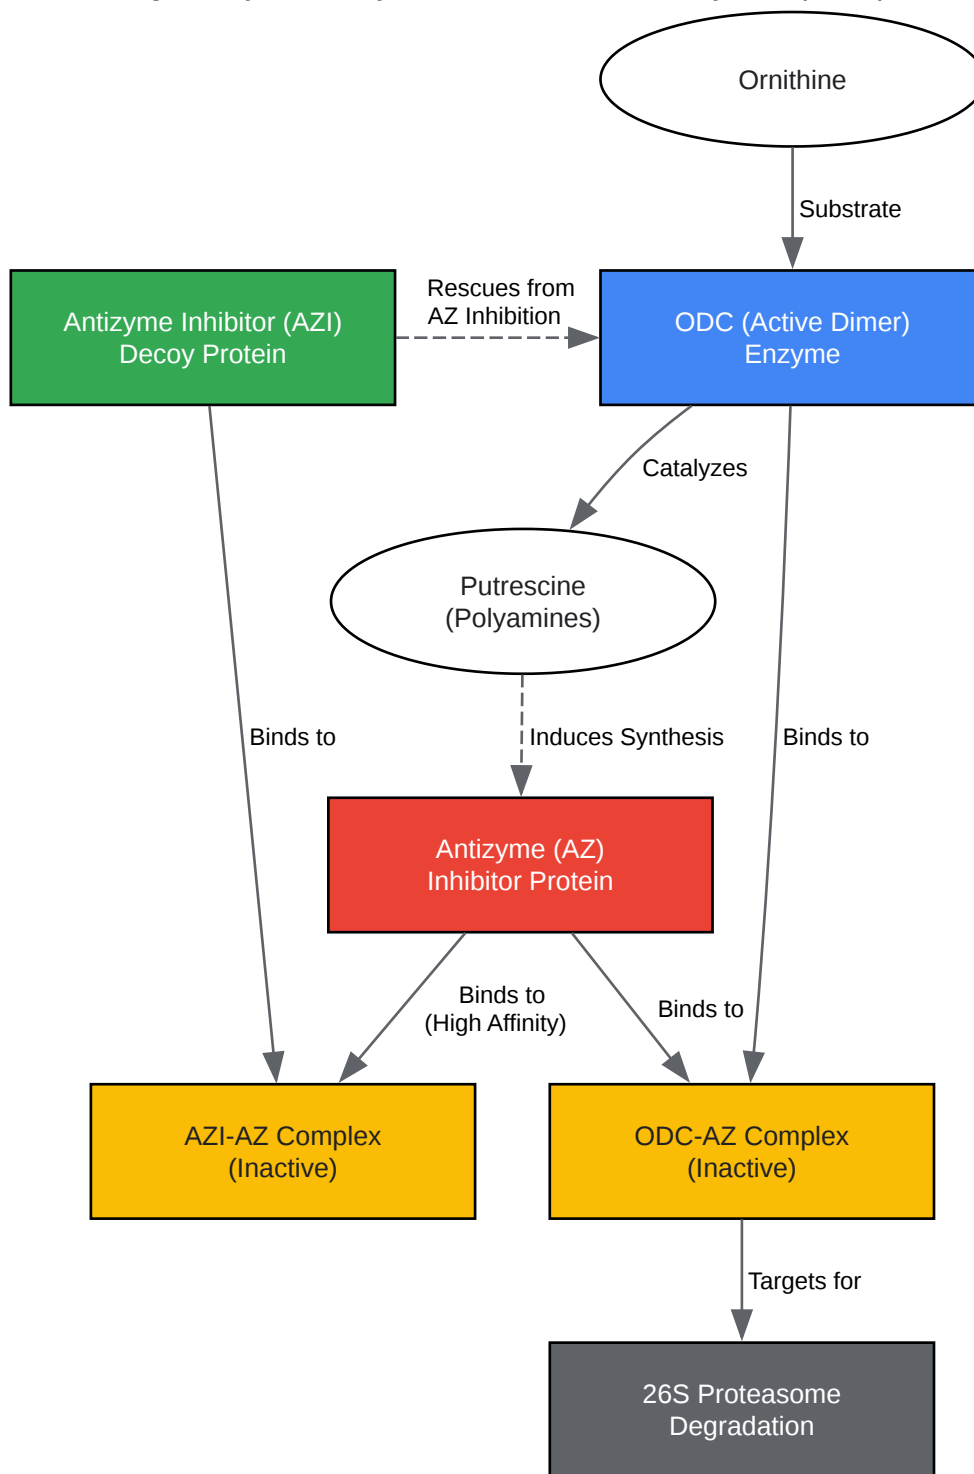 Ornithine
Substrate
Antizyme Inhibitor (AZI)
Decoy Protein
Rescues from
AZ Inhibition
ODC (Active Dimer)
Enzyme
Catalyzes
Putrescine
(Polyamines)
Binds to
Induces Synthesis
Binds to
Antizyme (AZ)
Inhibitor Protein
Binds to
(High Affinity)
Binds to
AZI-AZ Complex
(Inactive)
ODC-AZ Complex
(Inactive)
Targets for
26S Proteasome
Degradation